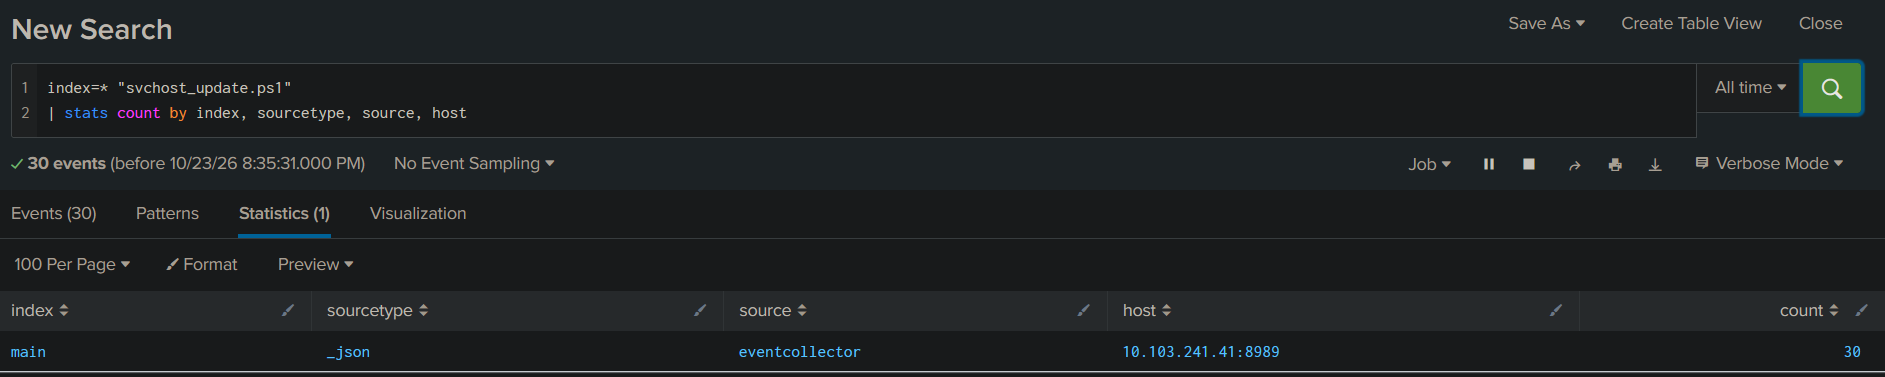 New Search
Save As Create Table View Close
1 index=* "svchost_update.ps1"
2 | stats count by index, sourcetype, source, host
All time
30 events (before 10/23/26 8:35:31.000 PM) No Event Sampling
Job Verbose Mode
Events (30) Patterns Statistics (1) Visualization
100 Per Page Format Preview
index sourcetype source host count
main _json eventcollector 10.103.241.41:8989 30